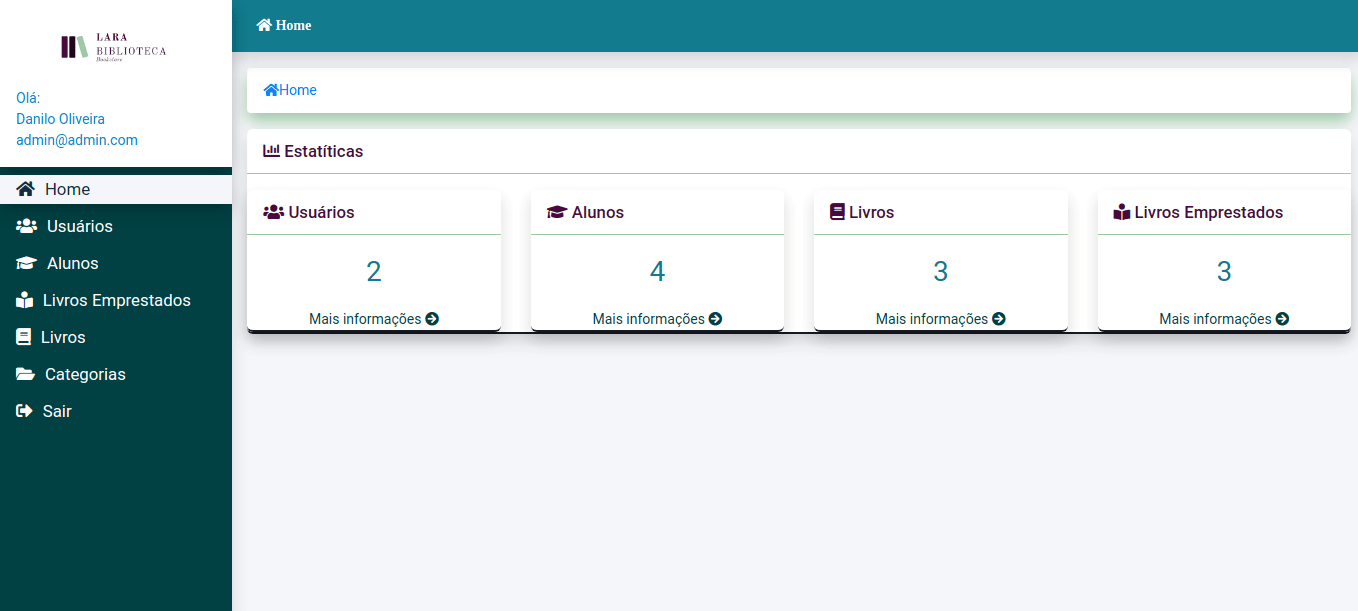 LARA
BIBLIOTECA
Bookstore
Olá:
Danilo Oliveira
admin@admin.com
Home
Usuários
Alunos
Livros Emprestados
Livros
Categorias
Sair
Home
Home
Estatíticas
Usuários
2
Mais informações
Alunos
4
Mais informações
Livros
3
Mais informações
Livros Emprestados
3
Mais informações